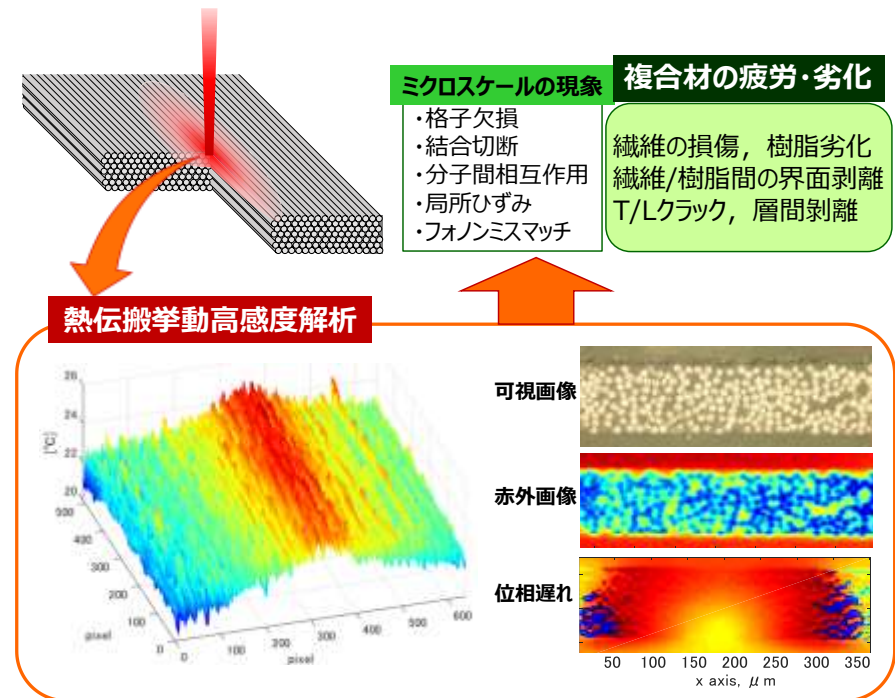 ミクロスケールの現象
・格子欠損
・結合切断
・分子間相互作用
・局所ひずみ
・フォノンミスマッチ
複合材の疲労・劣化
繊維の損傷，樹脂劣化
繊維/樹脂間の界面剥離
T/Lクラック，層間剥離
熱伝搬挙動高感度解析
26
24
22
20
[℃]
500
400
300
200
100
0
pixel
0
100
200
300
400
500
600
pixel
可視画像
赤外画像
位相遅れ
50 100 150 200 250 300 350
x axis, μm